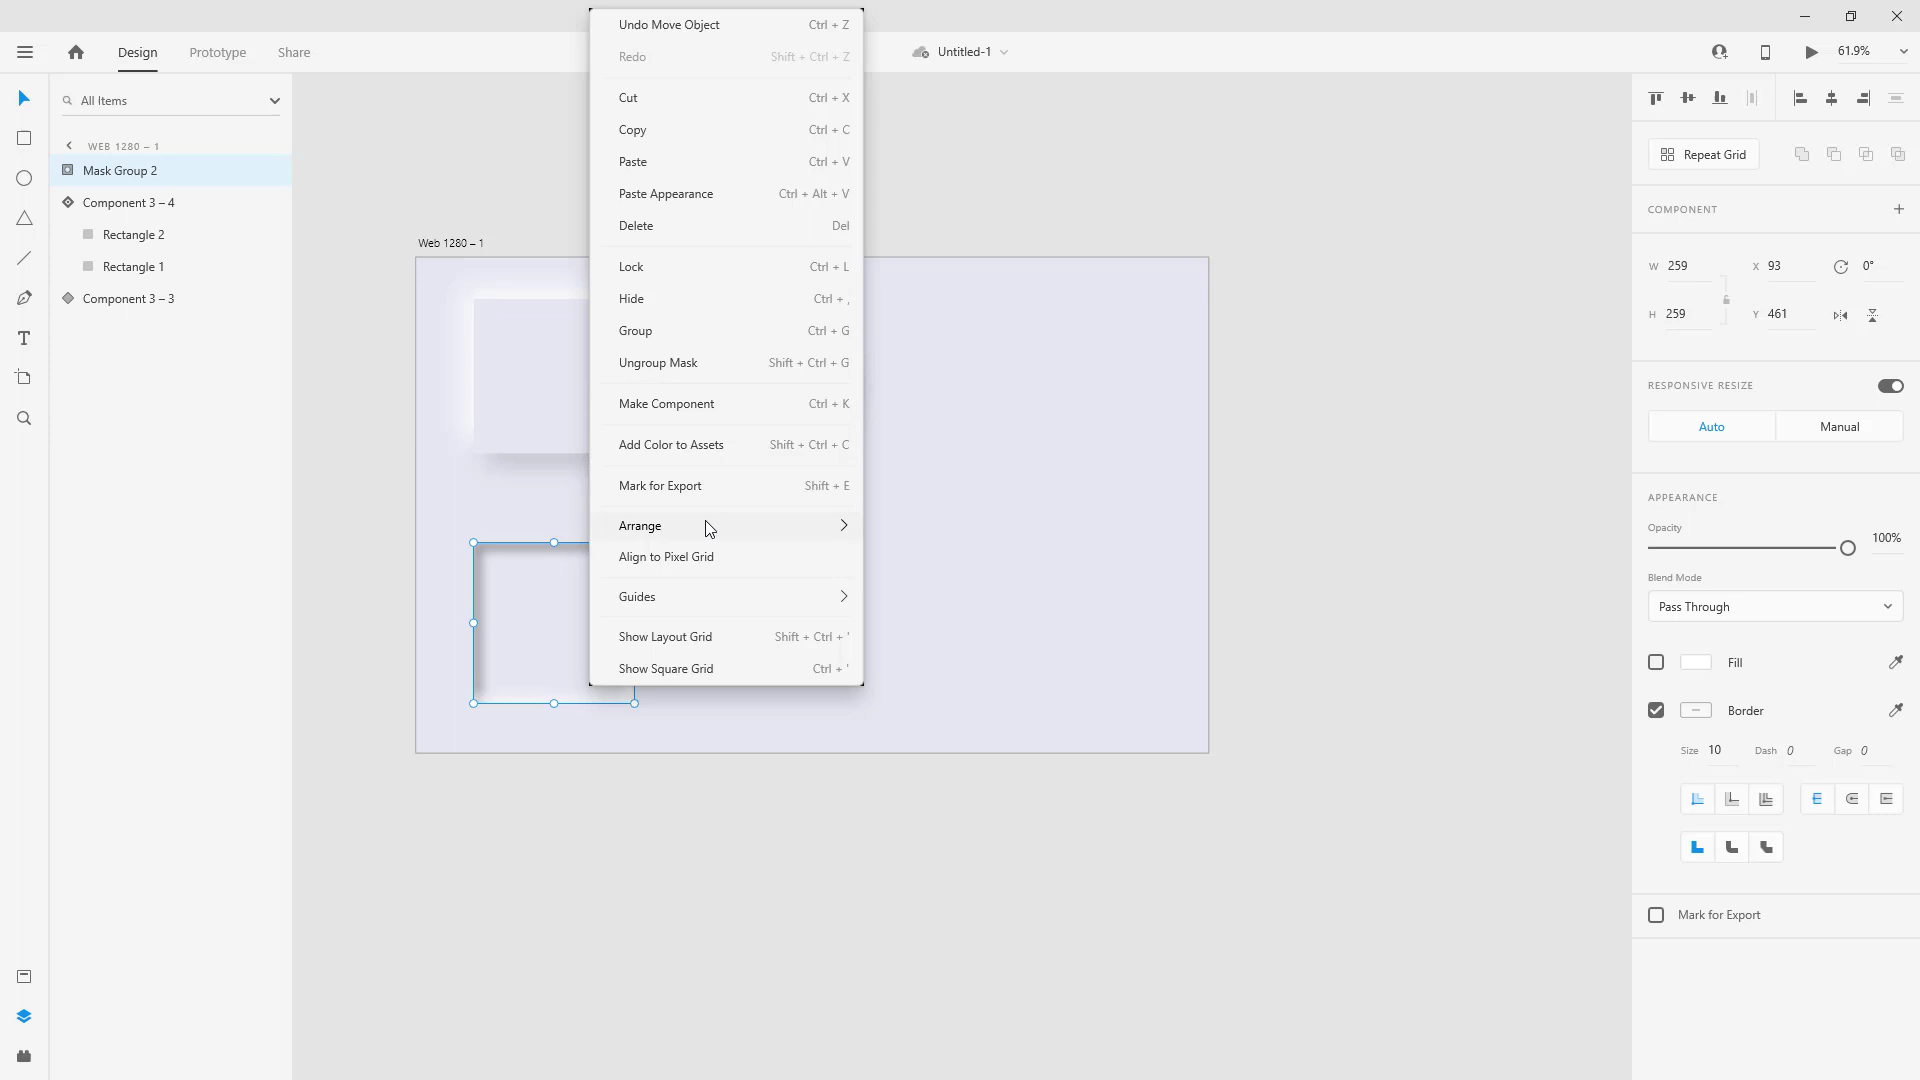 Design
Prototype
Share
Untitled-1
61.9%
All Items
WEB 1280 – 1
Mask Group 2
Component 3 – 4
Rectangle 2
Rectangle 1
Component 3 – 3
Web 1280 – 1
Undo Move Object Ctrl + Z
Redo Shift + Ctrl + Z
Cut Ctrl + X
Copy Ctrl + C
Paste Ctrl + V
Paste Appearance Ctrl + Alt + V
Delete Del
Lock Ctrl + L
Hide Ctrl + ,
Group Ctrl + G
Ungroup Mask Shift + Ctrl + G
Make Component Ctrl + K
Add Color to Assets Shift + Ctrl + C
Mark for Export Shift + E
Arrange
Align to Pixel Grid
Guides
Show Layout Grid Shift + Ctrl + '
Show Square Grid Ctrl + '
Repeat Grid
COMPONENT
W 259 X 93 0°
H 259 Y 461
RESPONSIVE RESIZE
Auto Manual
APPEARANCE
Opacity
100%
Blend Mode
Pass Through
Fill
Border
Size 10 Dash 0 Gap 0
Mark for Export